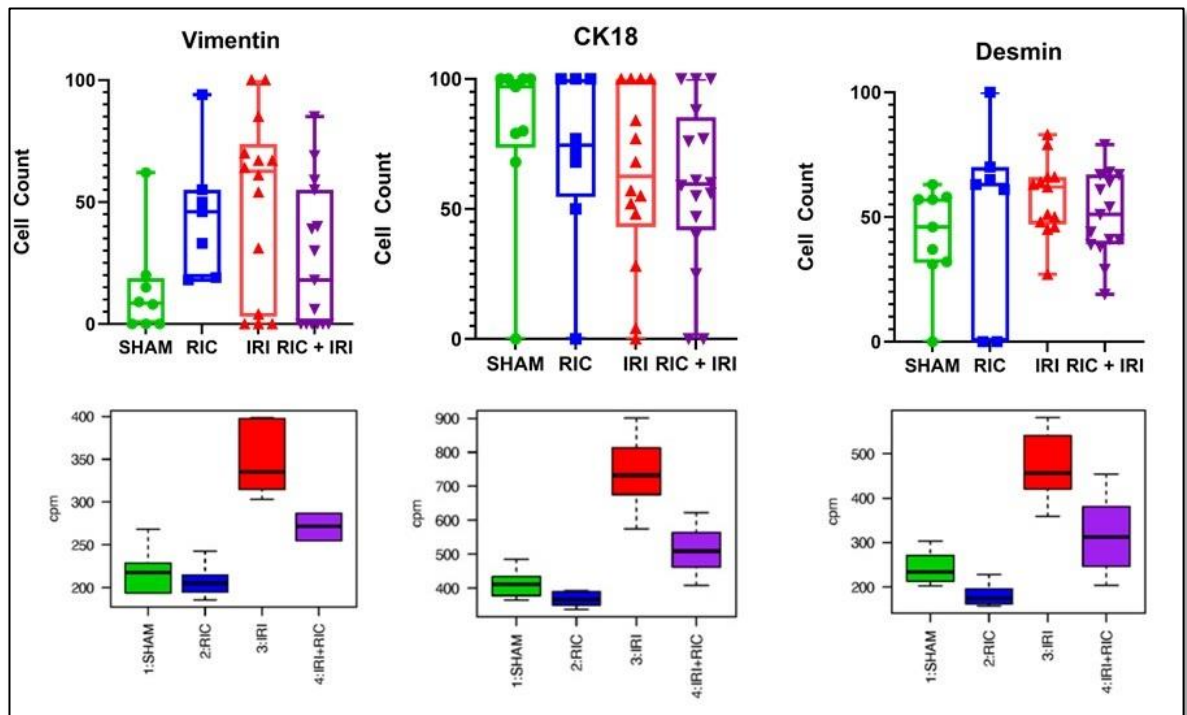 Vimentin
CK18
Desmin
Cell Count
100
50
0
SHAM RIC IRI RIC + IRI
Cell Count
100
50
0
SHAM RIC IRI RIC + IRI
Cell Count
100
50
0
SHAM RIC IRI RIC + IRI
cpm
400
350
300
250
200
1:SHAM
2:RIC
3:IRI
4:IRI+RIC
cpm
900
800
700
600
500
400
1:SHAM
2:RIC
3:IRI
4:IRI+RIC
cpm
500
400
300
200
1:SHAM
2:RIC
3:IRI
4:IRI+RIC